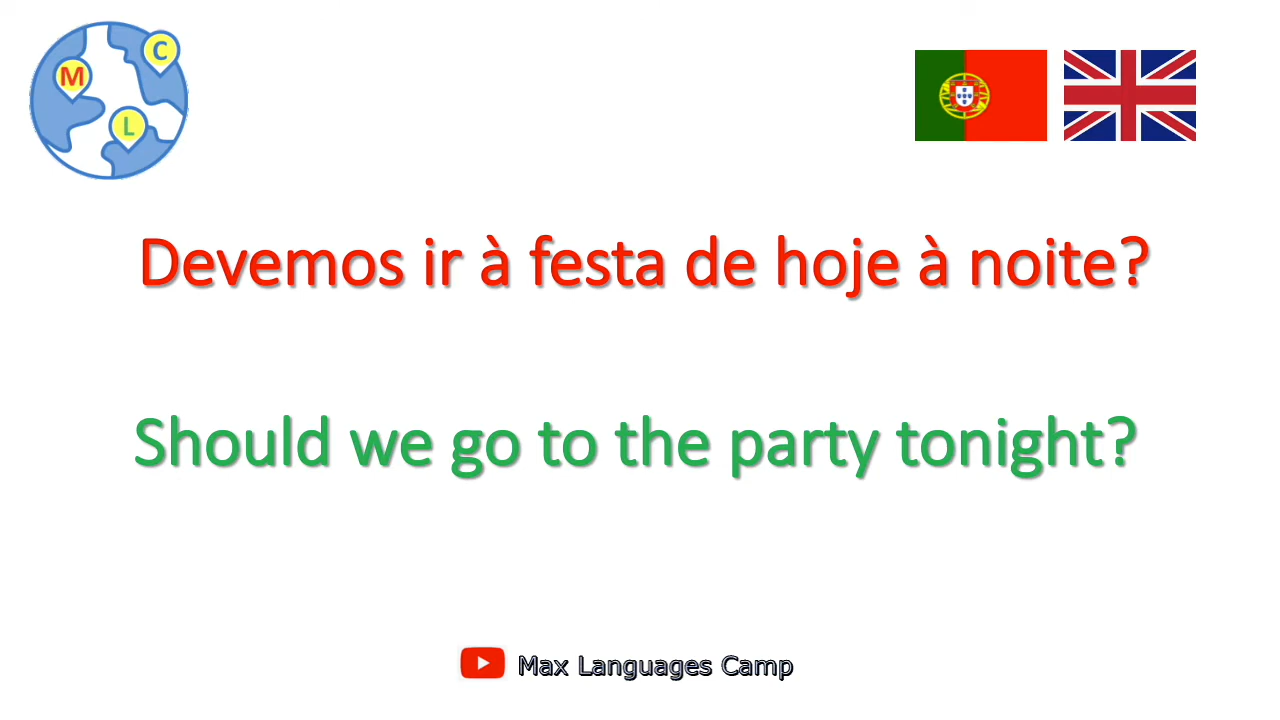 M
C
L
Devemos ir à festa de hoje à noite?
Should we go to the party tonight?
Max Languages Camp